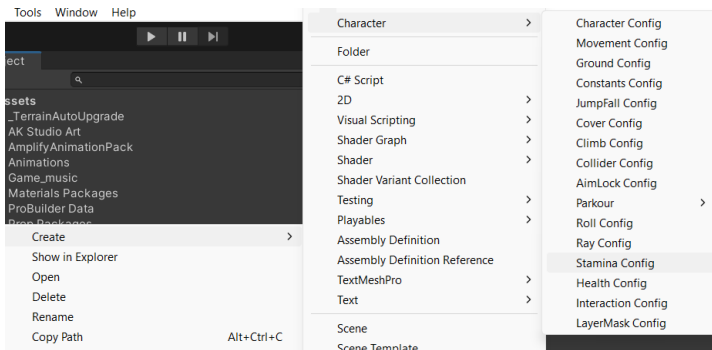 Tools Window Help
ect
ssets
_TerrainAutoUpgrade
AK Studio Art
AmplifyAnimationPack
Animations
Game_music
Materials Packages
ProBuilder Data
Prop Packages
Create
Show in Explorer
Open
Delete
Rename
Copy Path Alt+Ctrl+C
Character
Folder
C# Script
2D
Visual Scripting
Shader Graph
Shader
Shader Variant Collection
Testing
Playables
Assembly Definition
Assembly Definition Reference
TextMeshPro
Text
Scene
Scene Template
Character Config
Movement Config
Ground Config
Constants Config
JumpFall Config
Cover Config
Climb Config
Collider Config
AimLock Config
Parkour
Roll Config
Ray Config
Stamina Config
Health Config
Interaction Config
LayerMask Config